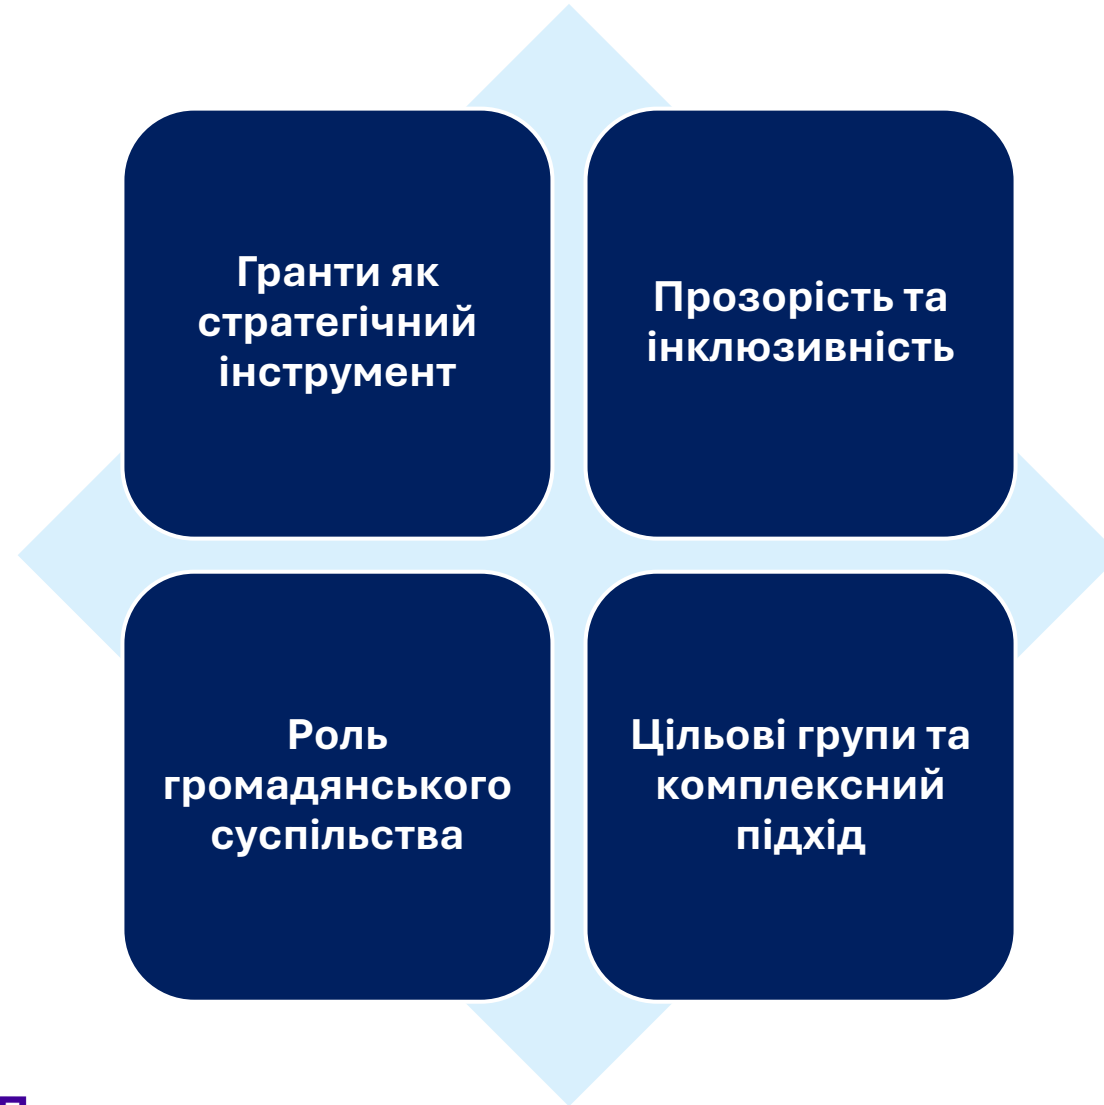 Гранти як
стратегічний
інструмент
Прозорість та
інклюзивність
Роль
громадянського
суспільства
Цільові групи та
комплексний
підхід